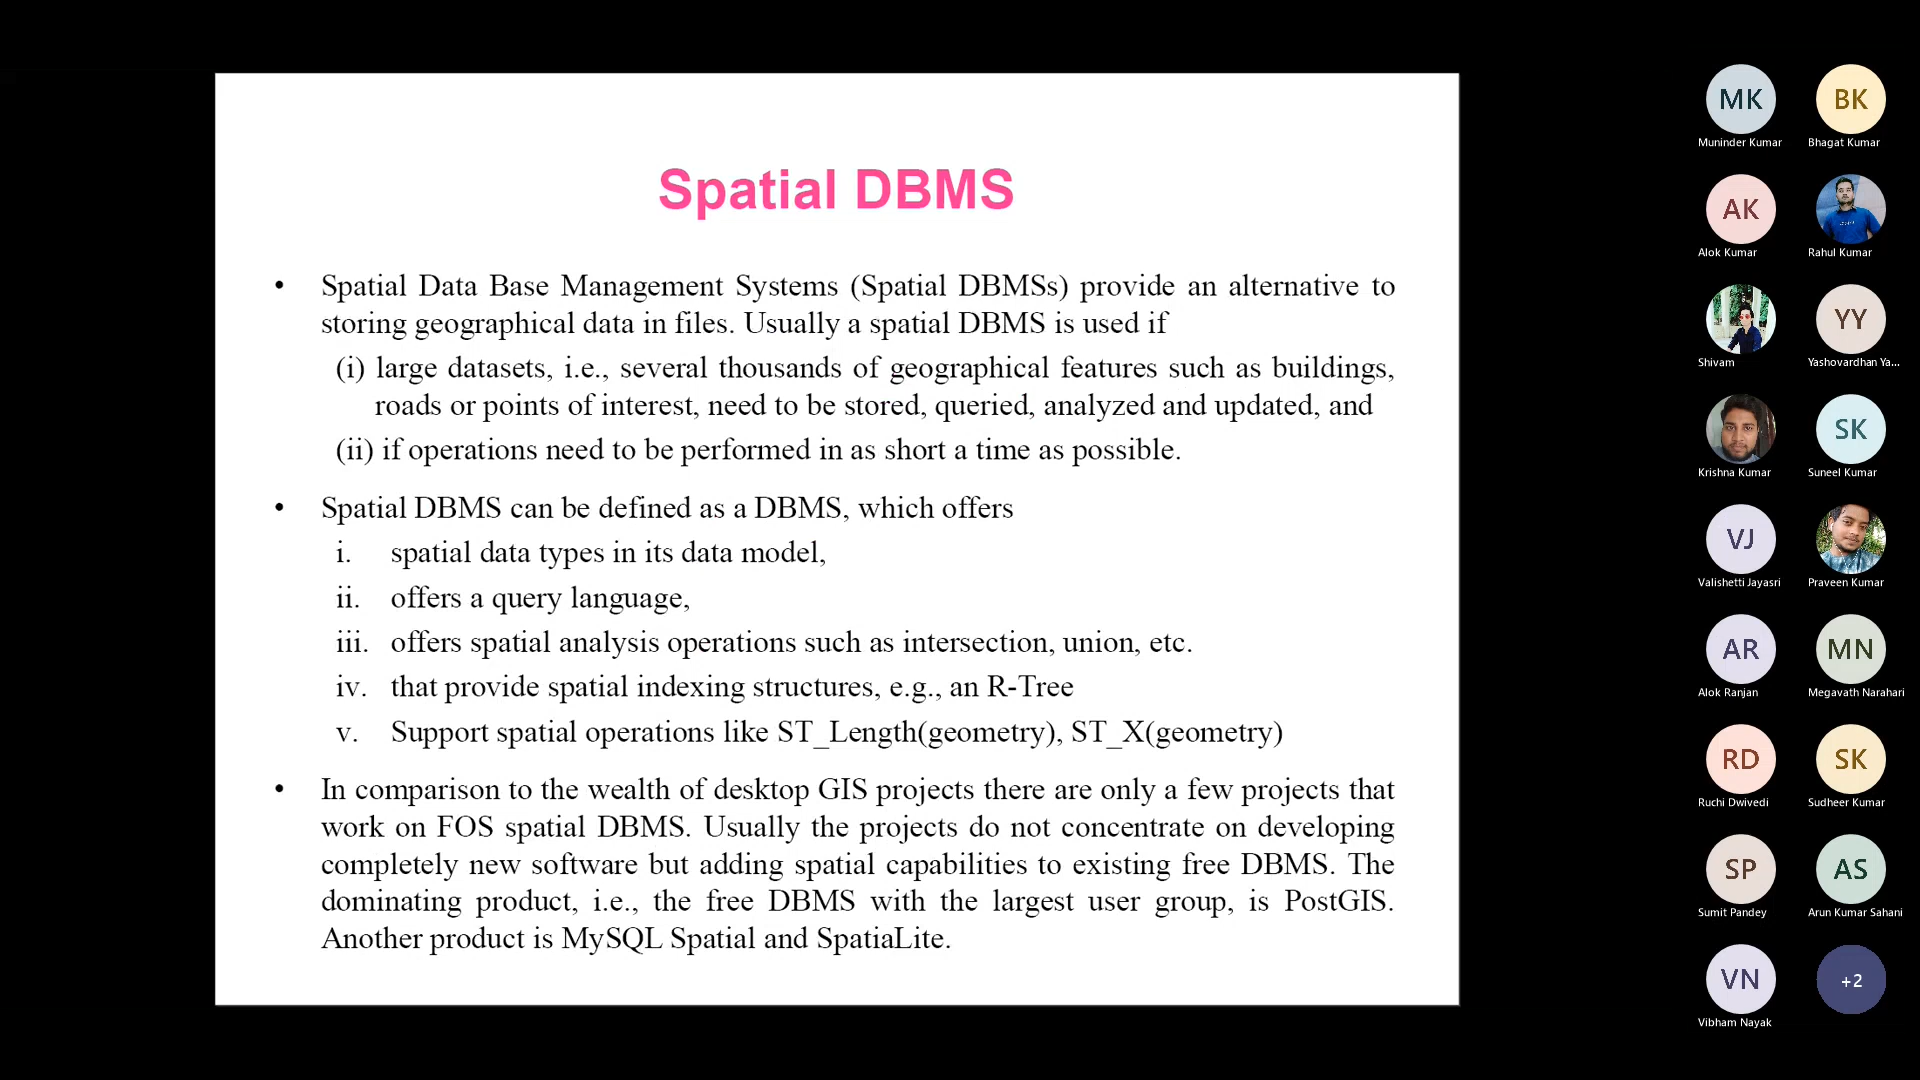 Spatial DBMS
• Spatial Data Base Management Systems (Spatial DBMSs) provide an alternative to
storing geographical data in files. Usually a spatial DBMS is used if
(i) large datasets, i.e., several thousands of geographical features such as buildings,
roads or points of interest, need to be stored, queried, analyzed and updated, and
(ii) if operations need to be performed in as short a time as possible.
• Spatial DBMS can be defined as a DBMS, which offers
i. spatial data types in its data model,
ii. offers a query language,
iii. offers spatial analysis operations such as intersection, union, etc.
iv. that provide spatial indexing structures, e.g., an R-Tree
v. Support spatial operations like ST_Length(geometry), ST_X(geometry)
• In comparison to the wealth of desktop GIS projects there are only a few projects that
work on FOS spatial DBMS. Usually the projects do not concentrate on developing
completely new software but adding spatial capabilities to existing free DBMS. The
dominating product, i.e., the free DBMS with the largest user group, is PostGIS.
Another product is MySQL Spatial and SpatiaLite.
MK BK
Muninder Kumar Bhagat Kumar
AK
Alok Kumar Rahul Kumar
YY
Shivam Yashovardhan Ya...
SK
Krishna Kumar Suneel Kumar
VJ
Valishetti Jayasri Praveen Kumar
AR MN
Alok Ranjan Megavath Narahari
RD SK
Ruchi Dwivedi Sudheer Kumar
SP AS
Sumit Pandey Arun Kumar Sahani
VN +2
Vibham Nayak